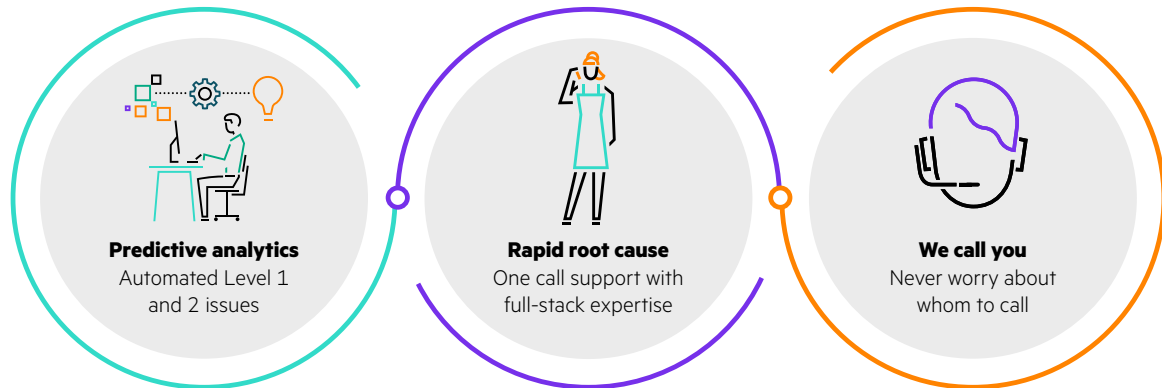 Predictive analytics
Automated Level 1
and 2 issues
Rapid root cause
One call support with
full-stack expertise
We call you
Never worry about
whom to call